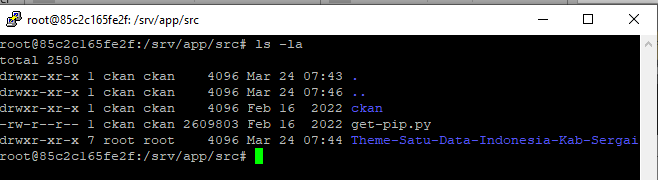 root@85c2c165fe2f: /srv/app/src
root@85c2c165fe2f:/srv/app/src# ls -la
total 2580
drwxr-xr-x 1 ckan ckan    4096 Mar 24 07:43 .
drwxr-xr-x 1 ckan ckan    4096 Mar 24 07:46 ..
drwxr-xr-x 1 ckan ckan    4096 Feb 16  2022 ckan
-rw-r--r-- 1 ckan ckan 2609803 Feb 16  2022 get-pip.py
drwxr-xr-x 7 root root    4096 Mar 24 07:44 Theme-Satu-Data-Indonesia-Kab-Sergai
root@85c2c165fe2f:/srv/app/src#